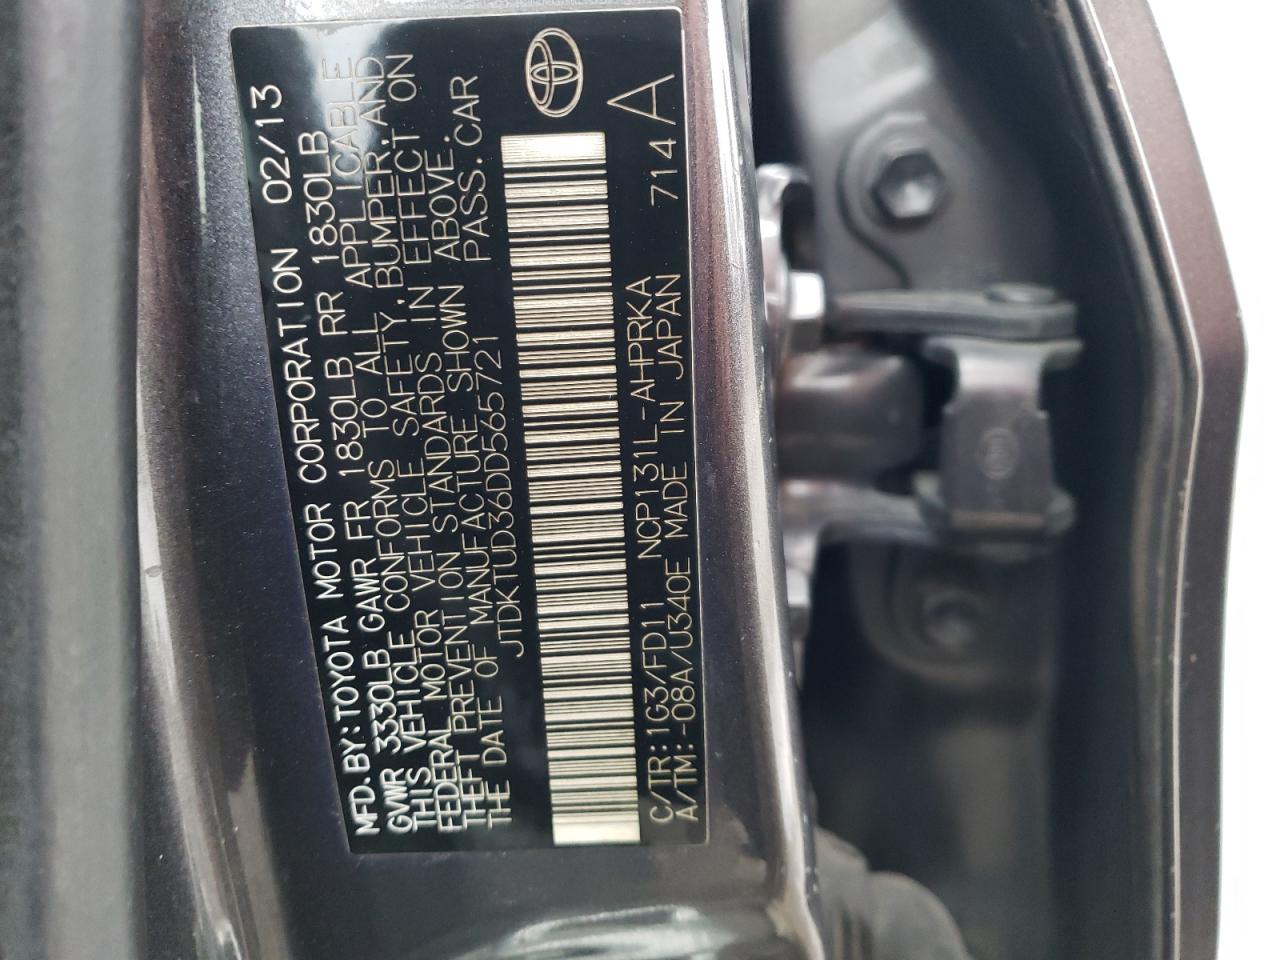 MFD.BY:TOYOTA MOTOR CORPORATION 02/13
GVWR 3330LB GAWR FR 1830LB RR 1830LB
THIS VEHICLE CONFORMS TO ALL APPLICABLE
FEDERAL MOTOR VEHICLE SAFETY, BUMPER, AND
THEFT PREVENTION STANDARDS IN EFFECT ON
THE DATE OF MANUFACTURE SHOWN ABOVE.
JTDKTUD36DD565721 PASS.CAR
C/TR:1G3/FD11 NCP131L-AHPRKA
A/TM:-08A/U340E MADE IN JAPAN 714 A